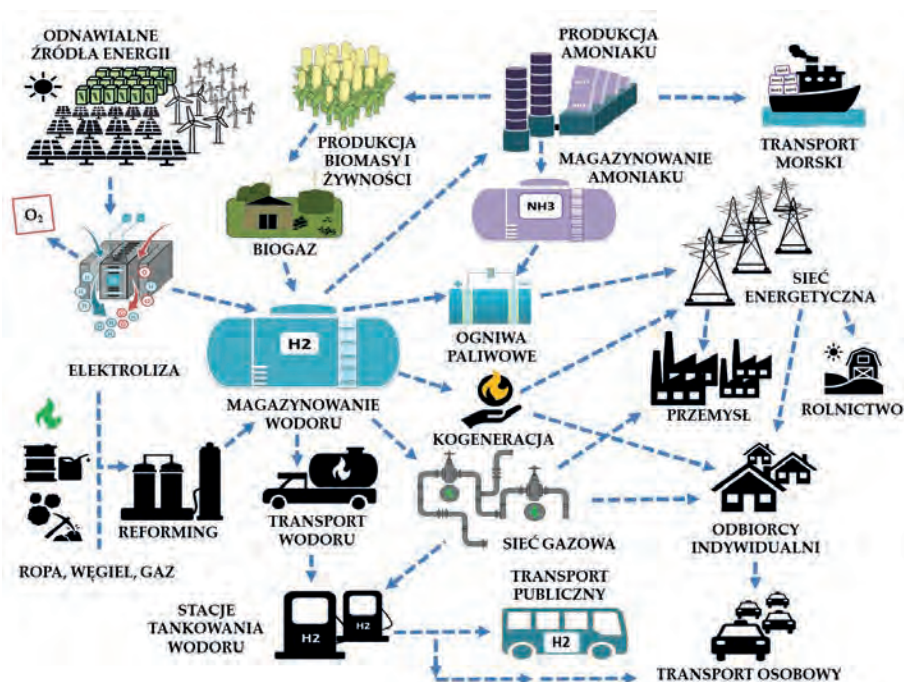 ODNAWIALNE
ŹRÓDŁA ENERGII
PRODUKCJA
AMONIAKU
NH3
TRANSPORT
MORSKI
PRODUKCJA
BIOMASY I
ŻYWNOŚCI
MAGAZYNOWANIE
AMONIAKU
NH3
O₂
BIOGAZ
SIEĆ
ENERGETYCZNA
H2
OGNIWA
PALIWOWE
ELEKTROLIZA
MAGAZYNOWANIE
WODORU
KOGENERACJA
PRZEMYSŁ
ROLNICTWO
REFORMING
TRANSPORT
WODORU
SIEĆ GAZOWA
ODBIORCY
INDYWIDUALNI
ROPA, WĘGIEL, GAZ
STACJE
TANKOWANIA
WODORU
H2
H2
TRANSPORT
PUBLICZNY
H2
TRANSPORT OSOBOWY